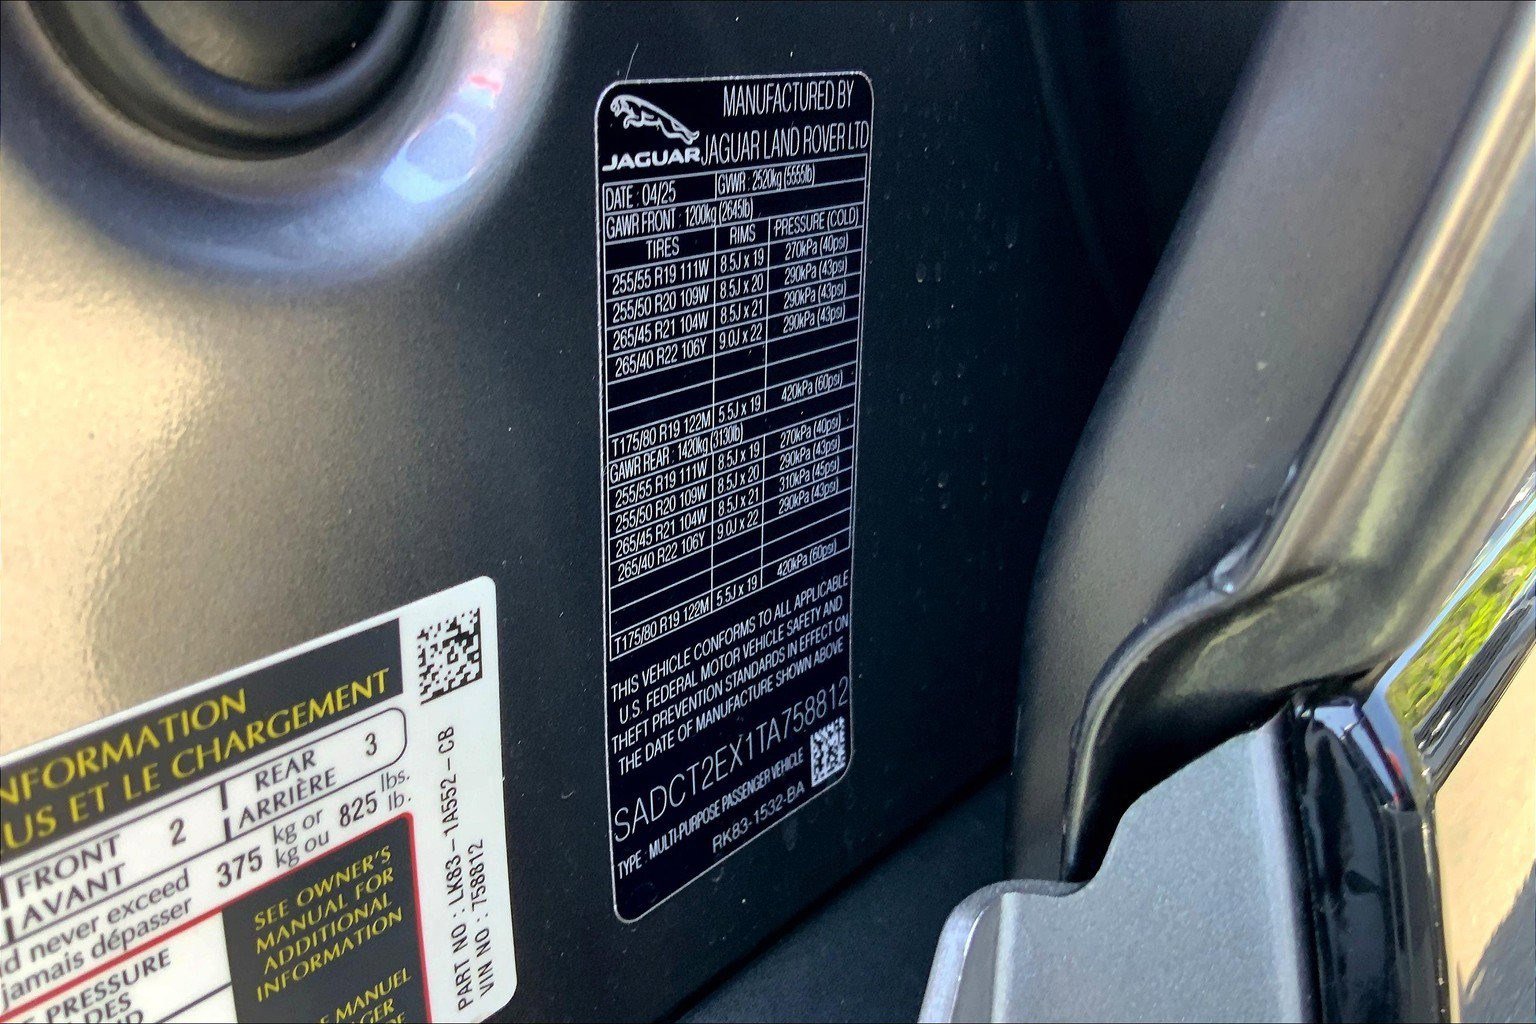 JAGUAR
MANUFACTURED BY
JAGUAR LAND ROVER LTD
DATE : 04/25 GVWR : 2520kg (5555lb)
GAWR FRONT : 1200kg (2645lb)
TIRES RIMS PRESSURE (COLD)
255/55 R19 111W 8.5J x 19 270kPa (40psi)
255/50 R20 109W 8.5J x 20 290kPa (43psi)
265/45 R21 104W 8.5J x 21 290kPa (43psi)
265/40 R22 106Y 9.0J x 22 290kPa (43psi)
T175/80 R19 122M 5.5J x 19 420kPa (60psi)
GAWR REAR : 1420kg (3130lb)
255/55 R19 111W 8.5J x 19 270kPa (40psi)
255/50 R20 109W 8.5J x 20 290kPa (43psi)
265/45 R21 104W 8.5J x 21 310kPa (45psi)
265/40 R22 106Y 9.0J x 22 290kPa (43psi)
T175/80 R19 122M 5.5J x 19 420kPa (60psi)
THIS VEHICLE CONFORMS TO ALL APPLICABLE
U.S. FEDERAL MOTOR VEHICLE SAFETY AND
THEFT PREVENTION STANDARDS IN EFFECT ON
THE DATE OF MANUFACTURE SHOWN ABOVE
SADCT2EX1TA758812
TYPE : MULTI-PURPOSE PASSENGER VEHICLE
RK83-1532-BA
NFORMATION
US ET LE CHARGEMENT
FRONT 2 REAR 3
AVANT ARRIÈRE
d never exceed 375 kg or 825 lbs.
jamais dépasser kg ou lb.
PRESSURE
DES
SEE OWNER'S
MANUAL FOR
ADDITIONAL
INFORMATION
MANUEL
PART NO : LK83-1A552-CB
VIN NO : 758812